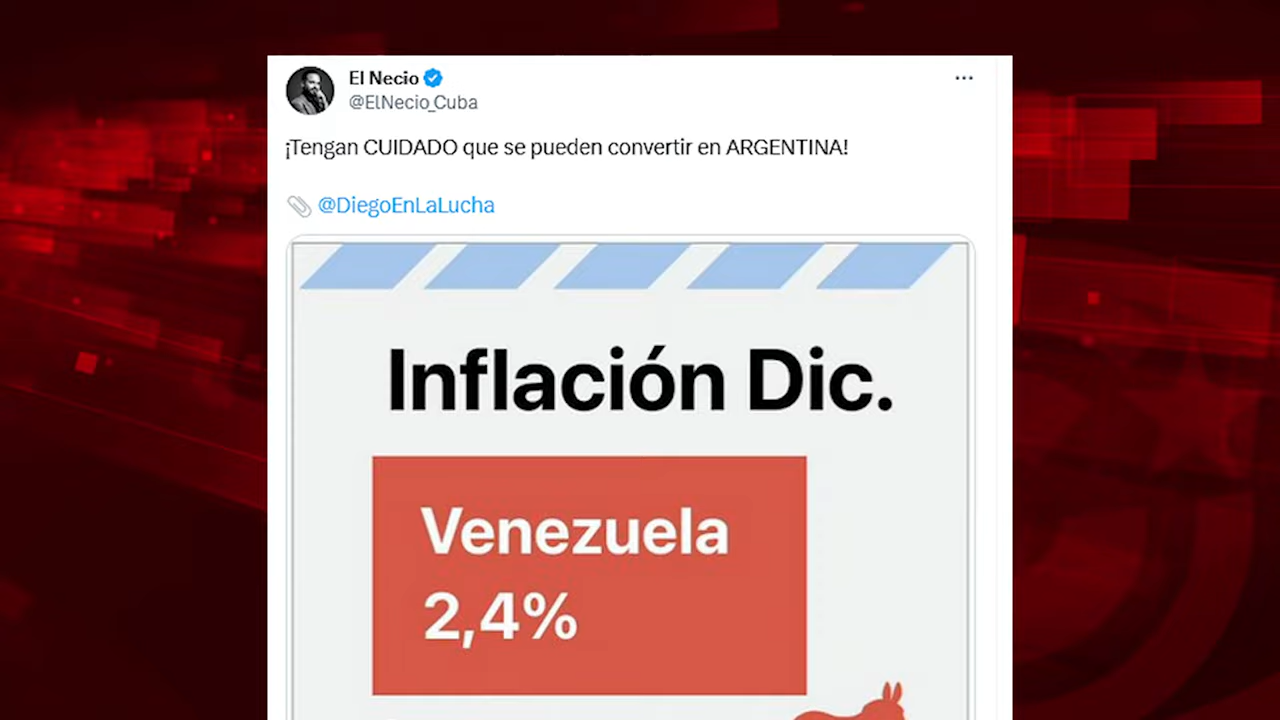 El Necio
@ElNecio_Cuba
¡Tengan CUIDADO que se pueden convertir en ARGENTINA!
@DiegoEnLaLucha
Inflación Dic.
Venezuela
2,4%